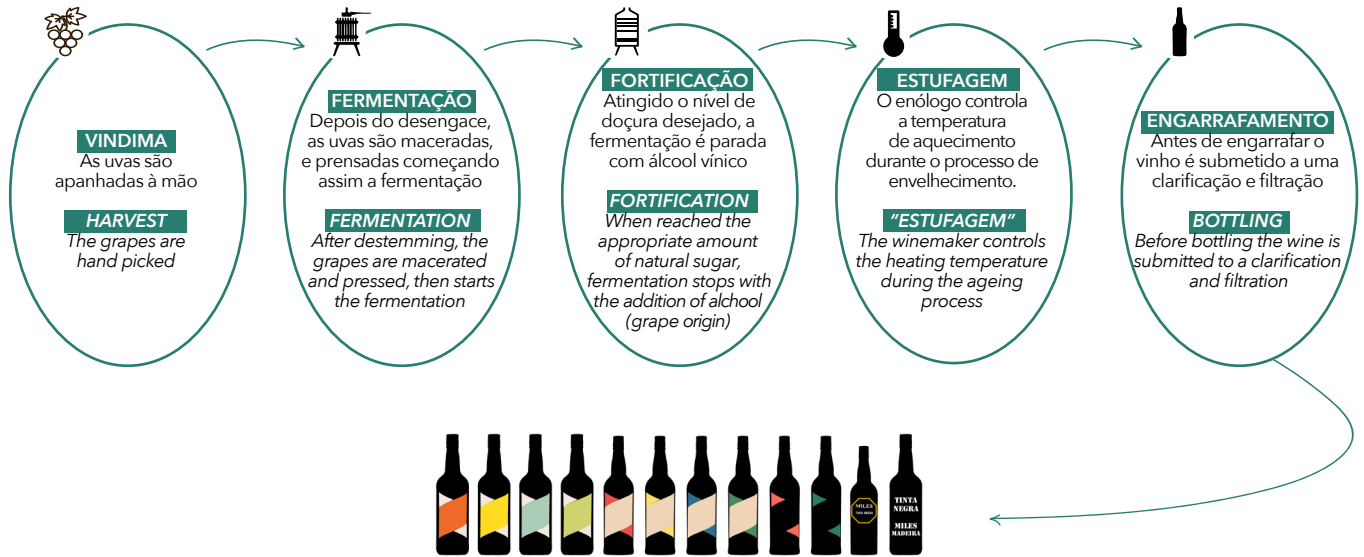 VINDIMA
As uvas são
apanhadas à mão
HARVEST
The grapes are
hand picked
FERMENTAÇÃO
Depois do desengace,
as uvas são maceradas,
e prensadas começando
assim a fermentação
FERMENTATION
After destemming, the
grapes are macerated
and pressed, then starts
the fermentation
FORTIFICAÇÃO
Atingido o nível de
doçura desejado, a
fermentação é parada
com álcool vínico
FORTIFICATION
When reached the
appropriate amount
of natural sugar,
fermentation stops with
the addition of alchool
(grape origin)
ESTUFAGEM
O enólogo controla
a temperatura
de aquecimento
durante o processo de
envelhecimento.
"ESTUFAGEM"
The winemaker controls
the heating temperature
during the ageing
process
ENGARRAFAMENTO
Antes de engarrafar o
vinho é submetido a uma
clarificação e filtração
BOTTLING
Before bottling the wine is
submitted to a clarification
and filtration
MILES
TINTA NEGRA
TINTA
NEGRA
MILES
MADEIRA